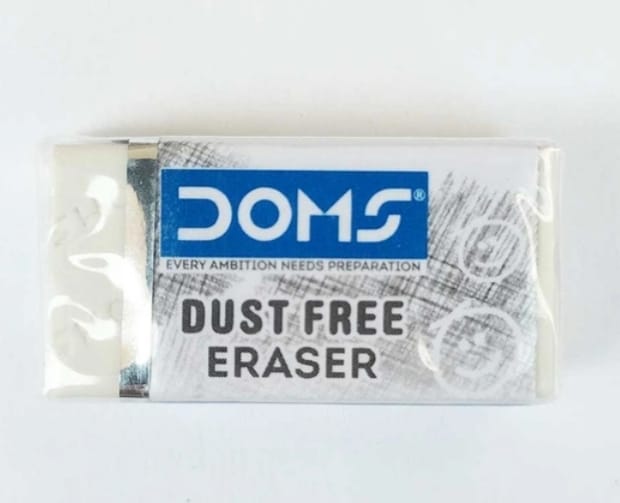 DOMS®
EVERY AMBITION NEEDS PREPARATION
DUST FREE
ERASER